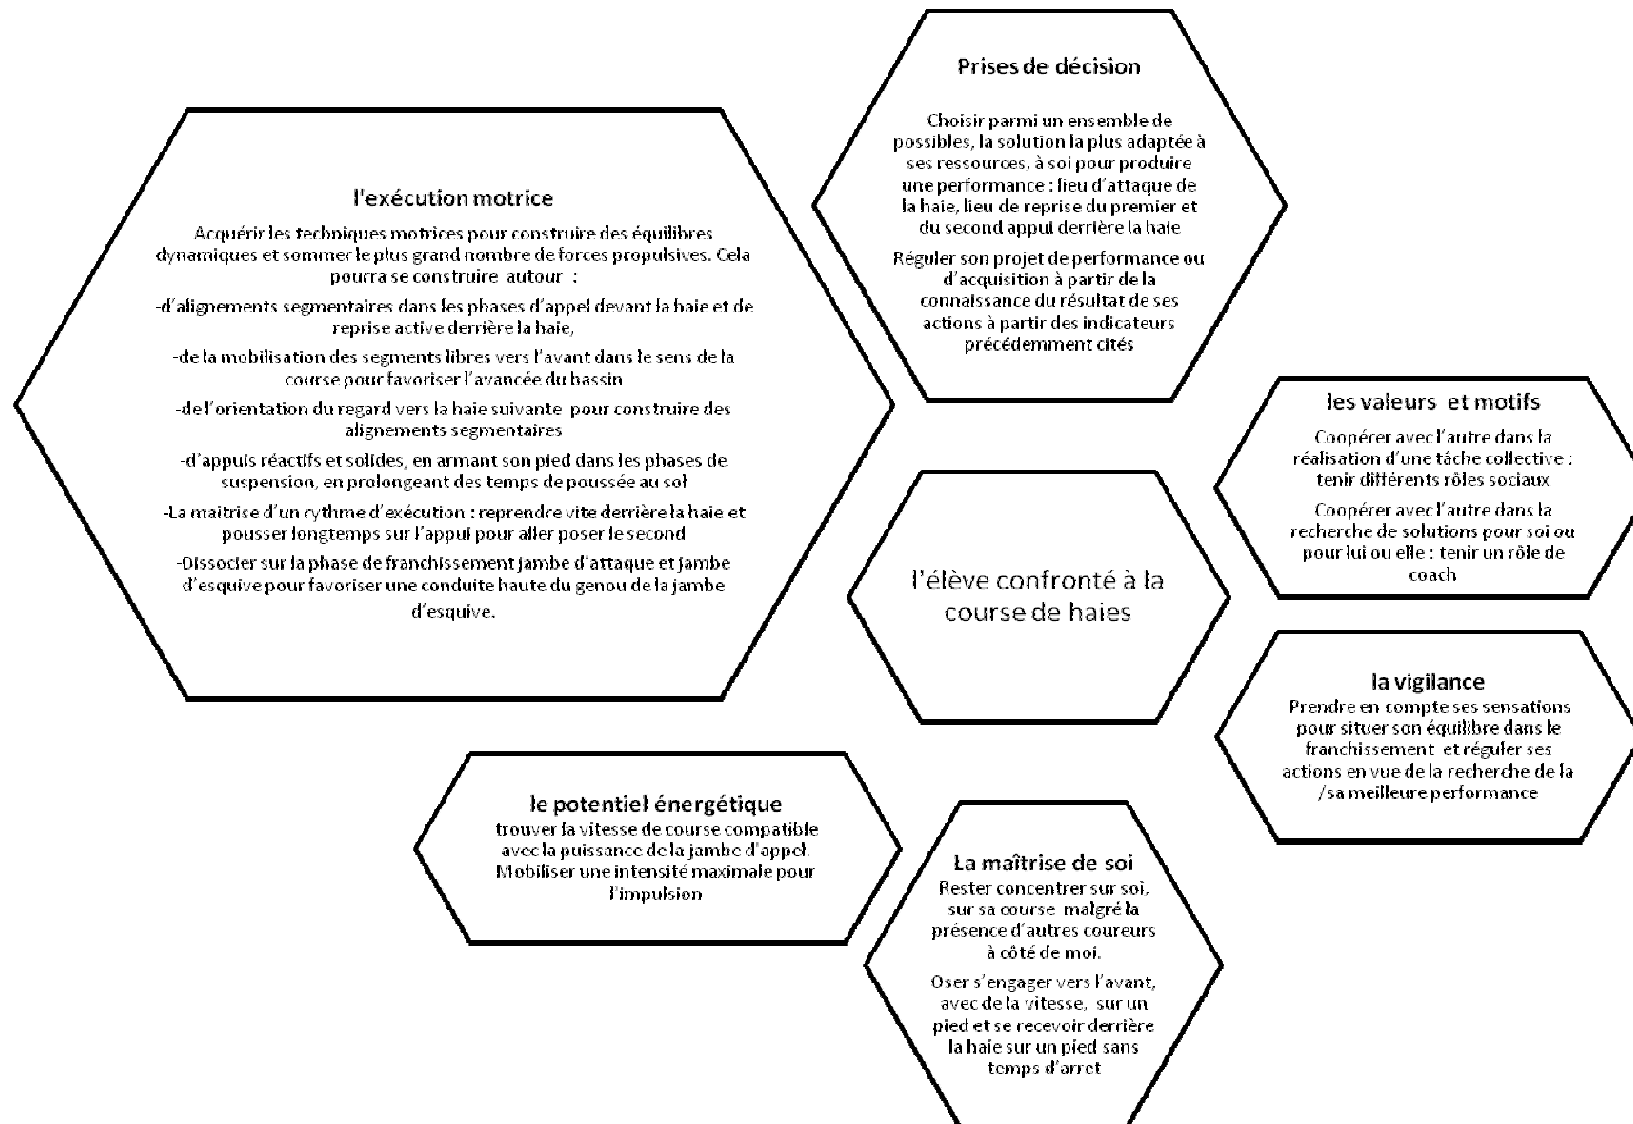 Prises de décision
Choisir parmi un ensemble de
possibles, la solution la plus adaptée à
ses ressources, à soi pour produire
une performance : lieu d'attaque de
la haie, lieu de reprise du premier et
du second appui derrière la haie
Réguler son projet de performance ou
d'acquisition à partir de la
connaissance du résultat de ses
actions à partir des indicateurs
précédemment cités
l'exécution motrice
Acquérir les techniques motrices pour construire des équilibres
dynamiques et sommer le plus grand nombre de forces propulsives. Cela
pourra se construire autour :
-d'alignements segmentaires dans les phases d'appel devant la haie et de
reprise active derrière la haie,
-de la mobilisation des segments libres vers l'avant dans le sens de la
course pour favoriser l'avancée du bassin
-de l'orientation du regard vers la haie suivante pour construire des
alignements segmentaires
-d'appuis réactifs et solides, en armant son pied dans les phases de
suspension, en prolongeant des temps de poussée au sol
-La maitrise d'un rythme d'exécution : reprendre vite derrière la haie et
pousser longtemps sur l'appui pour aller poser le second
-Dissocier sur la phase de franchissement jambe d'attaque et jambe
d'esquive pour favoriser une conduite haute du genou de la jambe
d'esquive.
les valeurs et motifs
Coopérer avec l'autre dans la
réalisation d'une tâche collective :
tenir différents rôles sociaux
Coopérer avec l'autre dans la
recherche de solutions pour soi ou
pour lui ou elle : tenir un rôle de
coach
l'élève confronté à la
course de haies
la vigilance
Prendre en compte ses sensations
pour situer son équilibre dans le
franchissement et réguler ses
actions en vue de la recherche de la
/sa meilleure performance
le potentiel énergétique
trouver la vitesse de course compatible
avec la puissance de la jambe d'appel.
Mobiliser une intensité maximale pour
l'impulsion
La maîtrise de soi
Rester concentrer sur soi,
sur sa course malgré la
présence d'autres coureurs
à côté de moi.
Oser s'engager vers l'avant,
avec de la vitesse, sur un
pied et se recevoir derrière
la haie sur un pied sans
temps d'arret